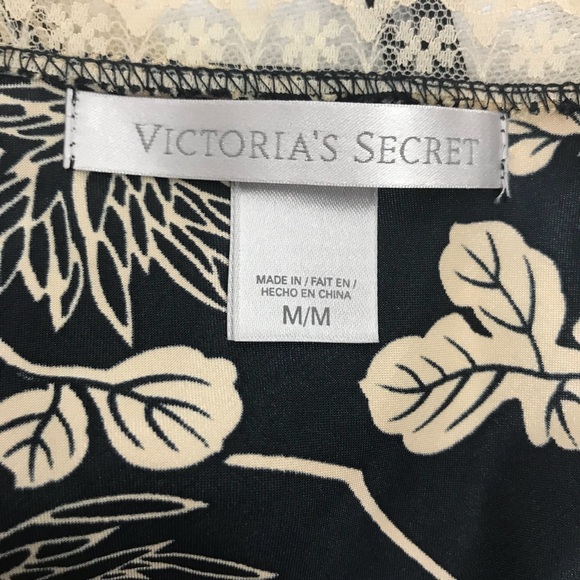 VICTORIA'S SECRET
MADE IN / FAIT EN /
HECHO EN CHINA
M/M